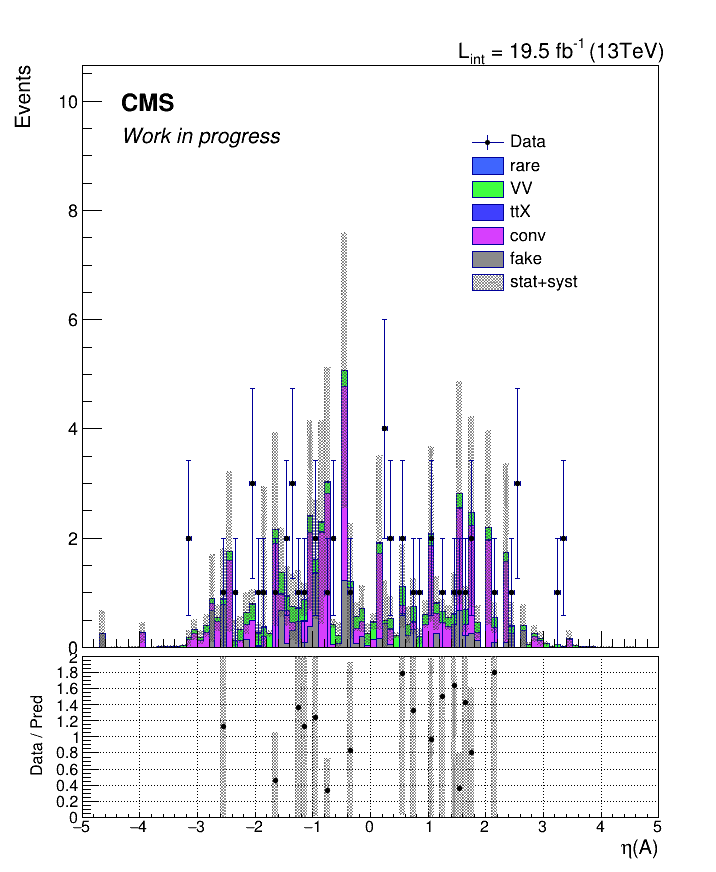 L_int = 19.5 fb^-1 (13TeV)
Events
CMS
Work in progress
Data
rare
VV
ttX
conv
fake
stat+syst
10
8
6
4
2
0
Data / Pred
2
1.8
1.6
1.4
1.2
1
0.8
0.6
0.4
0.2
0
−5 −4 −3 −2 −1 0 1 2 3 4 5
η(A)